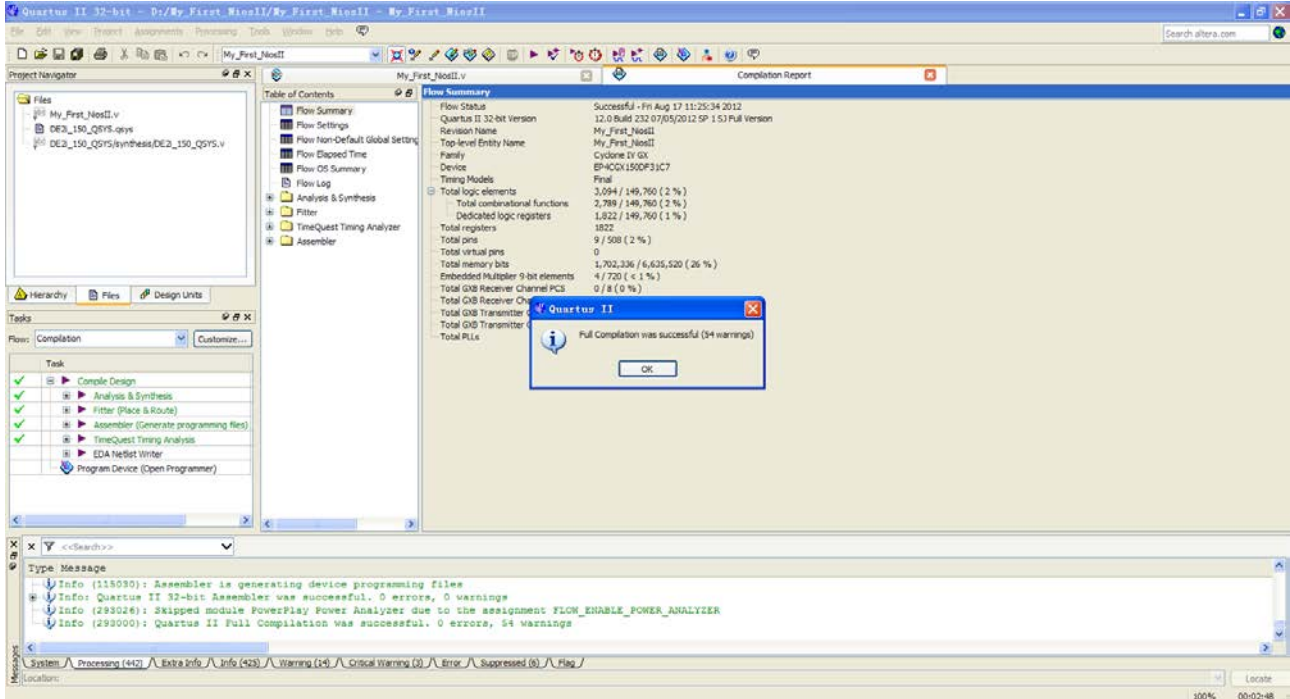 Quartus II 32-bit - D:/My_First_NiosII/My_First_NiosII - My_First_NiosII
File Edit View Project Assignments Processing Tools Window Help
Search altera.com
My_First_NiosII
Project Navigator
My_First_NiosII.v
Compilation Report
Files
My_First_NiosII.v
DE2i_150_QSYS.qsys
DE2i_150_QSYS/synthesis/DE2i_150_QSYS.v
Hierarchy Files Design Units
Tasks
Flow: Compilation Customize...
Task
Compile Design
Analysis & Synthesis
Fitter (Place & Route)
Assembler (Generate programming files)
TimeQuest Timing Analysis
EDA Netlist Writer
Program Device (Open Programmer)
Table of Contents
Flow Summary
Flow Settings
Flow Non-Default Global Setting
Flow Elapsed Time
Flow OS Summary
Flow Log
Analysis & Synthesis
Fitter
TimeQuest Timing Analyzer
Assembler
Flow Summary
Flow Status Successful - Fri Aug 17 11:25:34 2012
Quartus II 32-bit Version 12.0 Build 232 07/05/2012 SP 1 SJ Full Version
Revision Name My_First_NiosII
Top-level Entity Name My_First_NiosII
Family Cyclone IV GX
Device EP4CGX150DF31C7
Timing Models Final
Total logic elements 3,094 / 149,760 ( 2 % )
Total combinational functions 2,789 / 149,760 ( 2 % )
Dedicated logic registers 1,822 / 149,760 ( 1 % )
Total registers 1822
Total pins 9 / 508 ( 2 % )
Total virtual pins 0
Total memory bits 1,702,336 / 6,635,520 ( 26 % )
Embedded Multiplier 9-bit elements 4 / 720 ( < 1 % )
Total GXB Receiver Channel PCS 0 / 8 ( 0 % )
Total GXB Receiver Cha
Total GXB Transmitter C
Total GXB Transmitter C
Total PLLs
Quartus II
Full Compilation was successful (54 warnings)
OK
<<Search>>
Type Message
Info (115030): Assembler is generating device programming files
Info: Quartus II 32-bit Assembler was successful. 0 errors, 0 warnings
Info (293026): Skipped module PowerPlay Power Analyzer due to the assignment FLOW_ENABLE_POWER_ANALYZER
Info (293000): Quartus II Full Compilation was successful. 0 errors, 54 warnings
Messages
System Processing (442) Extra Info Info (425) Warning (14) Critical Warning (3) Error Suppressed (6) Flag
Location: Locate
100% 00:02:48